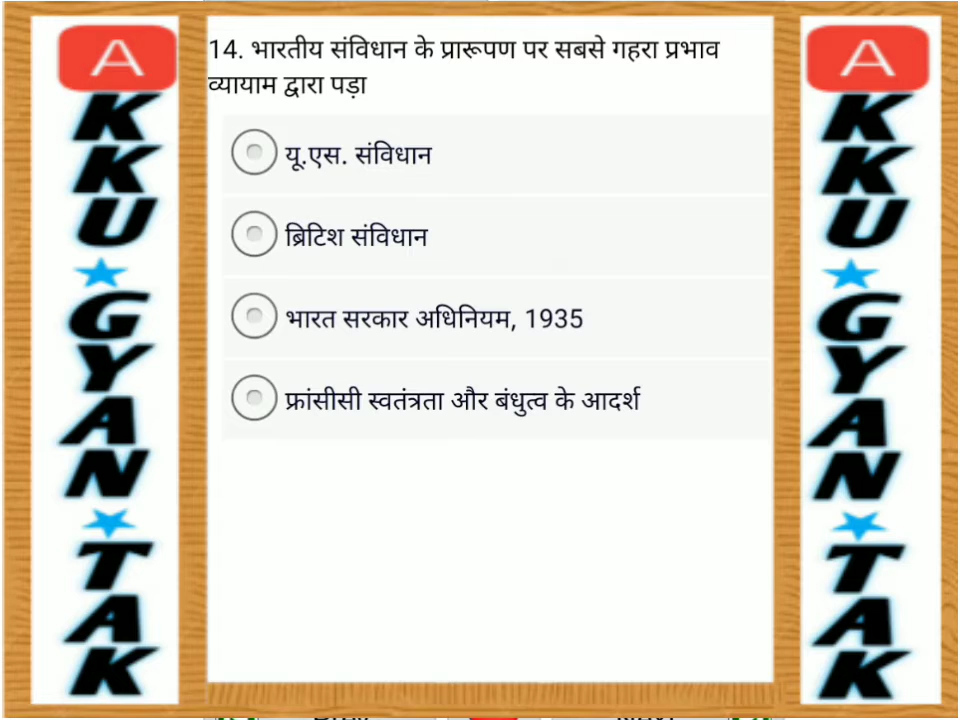 A
KKU
GYAN
TAK
14. भारतीय संविधान के प्रारूपण पर सबसे गहरा प्रभाव
व्यायाम द्वारा पड़ा
यू.एस. संविधान
ब्रिटिश संविधान
भारत सरकार अधिनियम, 1935
फ्रांसीसी स्वतंत्रता और बंधुत्व के आदर्श
A
KKU
GYAN
TAK